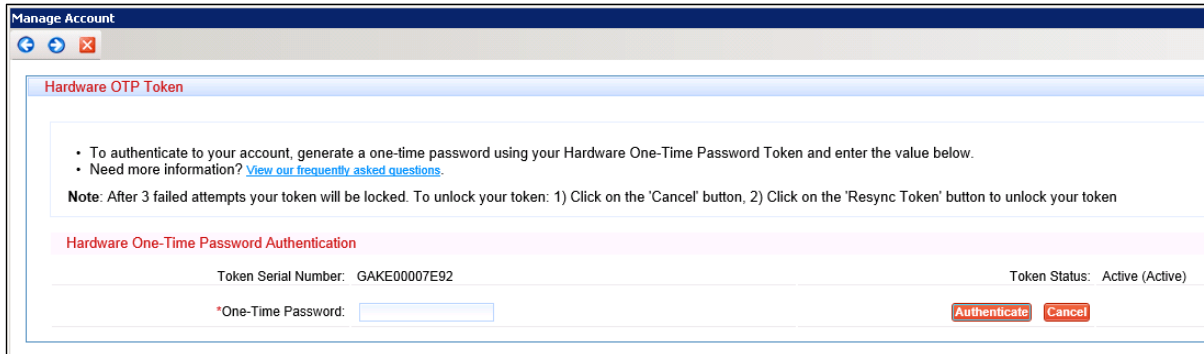 Manage Account
Hardware OTP Token
• To authenticate to your account, generate a one-time password using your Hardware One-Time Password Token and enter the value below.
• Need more information? View our frequently asked questions.
Note: After 3 failed attempts your token will be locked. To unlock your token: 1) Click on the 'Cancel' button, 2) Click on the 'Resync Token' button to unlock your token
Hardware One-Time Password Authentication
Token Serial Number: GAKE00007E92 Token Status: Active (Active)
*One-Time Password: Authenticate Cancel